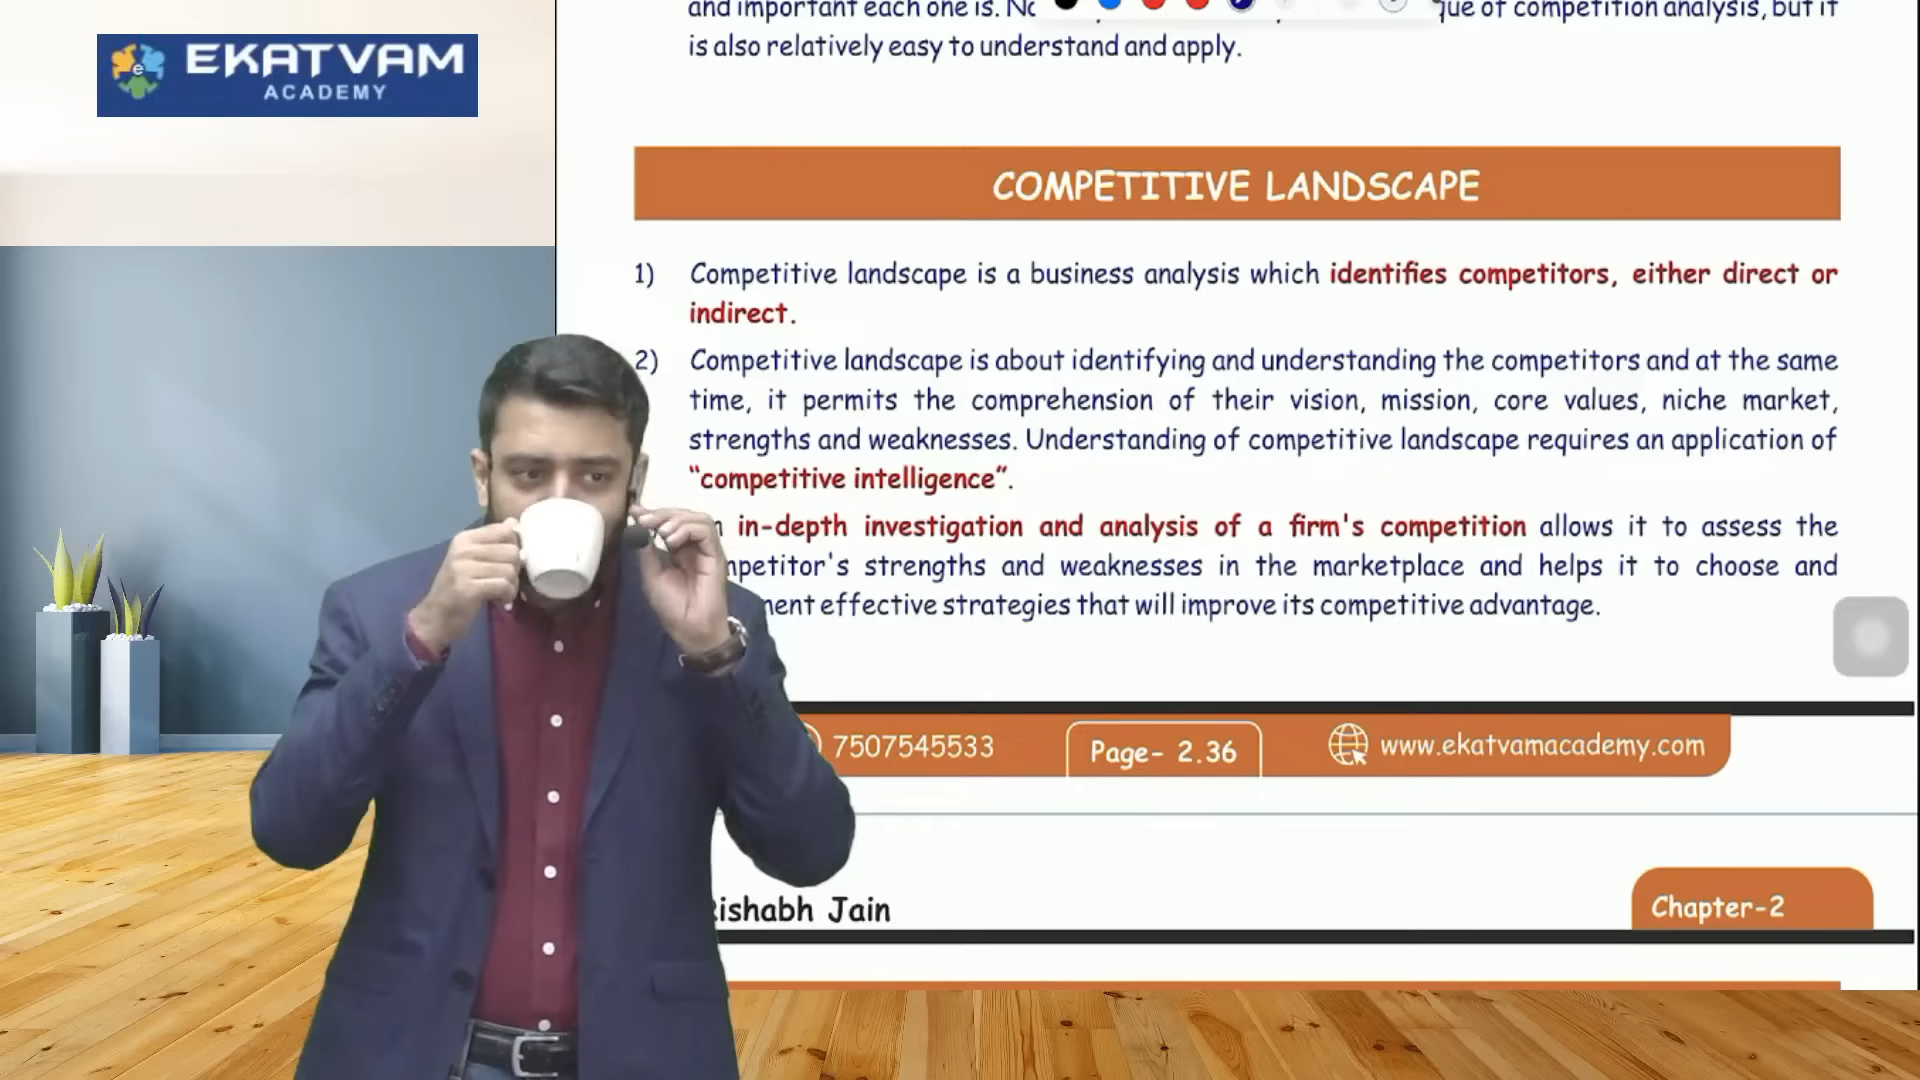 EKATVAM
ACADEMY
and important each one is. of competition analysis, but it
is also relatively easy to understand and apply.
COMPETITIVE LANDSCAPE
1) Competitive landscape is a business analysis which identifies competitors, either direct or
indirect.
2) Competitive landscape is about identifying and understanding the competitors and at the same
time, it permits the comprehension of their vision, mission, core values, niche market,
strengths and weaknesses. Understanding of competitive landscape requires an application of
“competitive intelligence”.
in-depth investigation and analysis of a firm's competition allows it to assess the
strengths and weaknesses in the marketplace and helps it to choose and
effective strategies that will improve its competitive advantage.
7507545533
Page- 2.36
www.ekatvamacademy.com
Rishabh Jain
Chapter-2